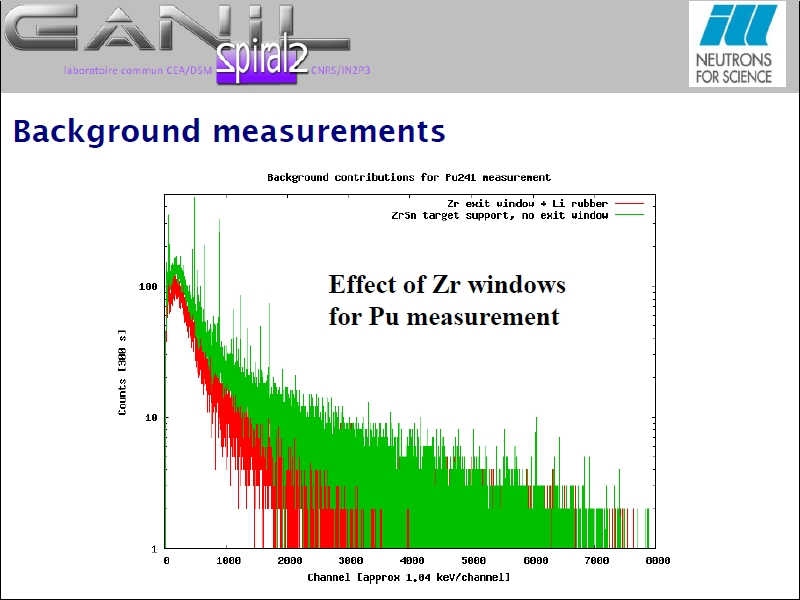 GANIL
spiral2
laboratoire commun CEA/DSM CNRS/IN2P3
ill
NEUTRONS
FOR SCIENCE
Background measurements
Background contributions for Pu241 measurement
Zr exit window + Li rubber
ZrSn target support, no exit window
Effect of Zr windows
for Pu measurement
Counts [300 s]
100
10
1
0 1000 2000 3000 4000 5000 6000 7000 8000
Channel [approx 1.04 keV/channel]